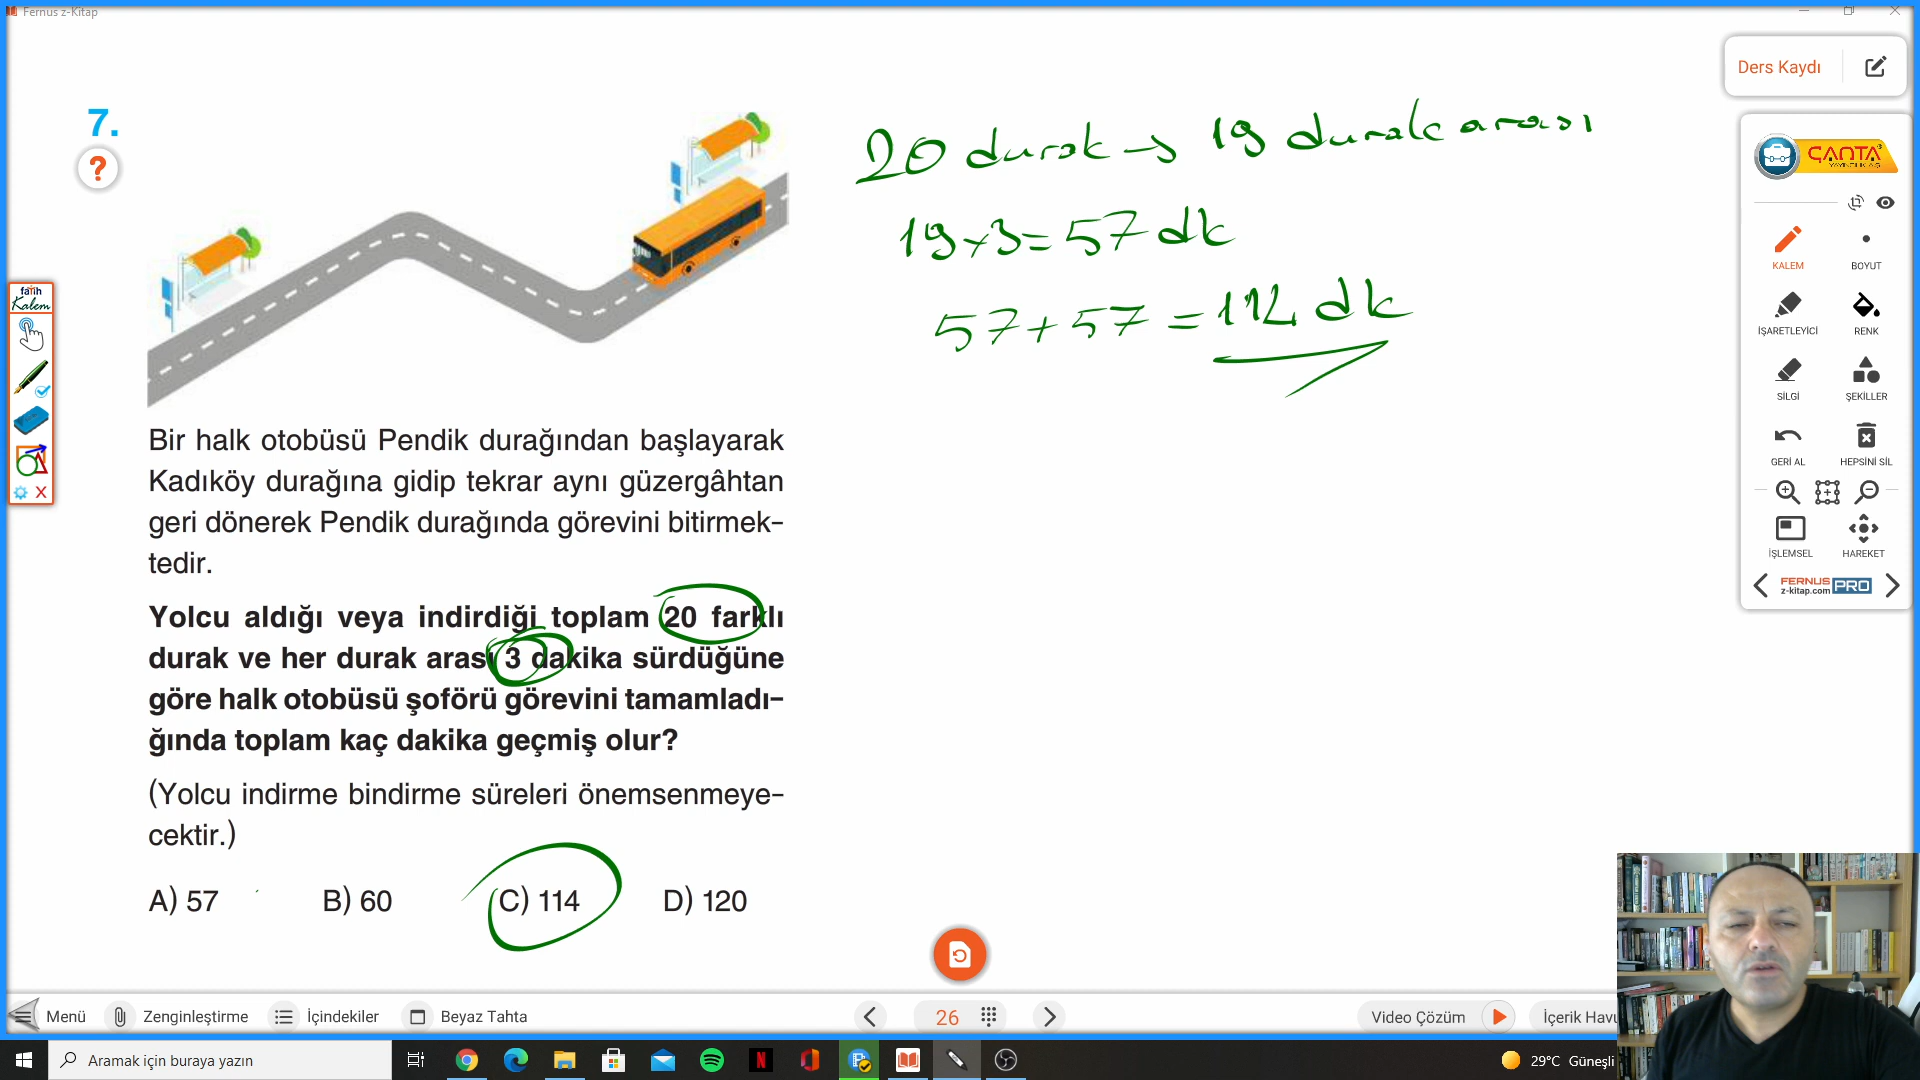 Fernus z-Kitap
Ders Kaydı
7.
?
20 durak → 19 durak arası
19x3=57 dk
57+57=114 dk
ÇANTA
YAYINCILIK AŞ
KALEM
BOYUT
İŞARETLEYİCİ
RENK
SİLGİ
ŞEKİLLER
GERİ AL
HEPSİNİ SİL
İŞLEMSEL
HAREKET
FERNUS PRO
z-kitap.com
fatih
Kalem
X
Bir halk otobüsü Pendik durağından başlayarak
Kadıköy durağına gidip tekrar aynı güzergâhtan
geri dönerek Pendik durağında görevini bitirmek-
tedir.
Yolcu aldığı veya indirdiği toplam 20 farklı
durak ve her durak arası 3 dakika sürdüğüne
göre halk otobüsü şoförü görevini tamamladı-
ğında toplam kaç dakika geçmiş olur?
(Yolcu indirme bindirme süreleri önemsenmeye-
cektir.)
A) 57 B) 60 C) 114 D) 120
Menü Zenginleştirme İçindekiler Beyaz Tahta 26 Video Çözüm İçerik Havu
Aramak için buraya yazın 29°C Güneşli